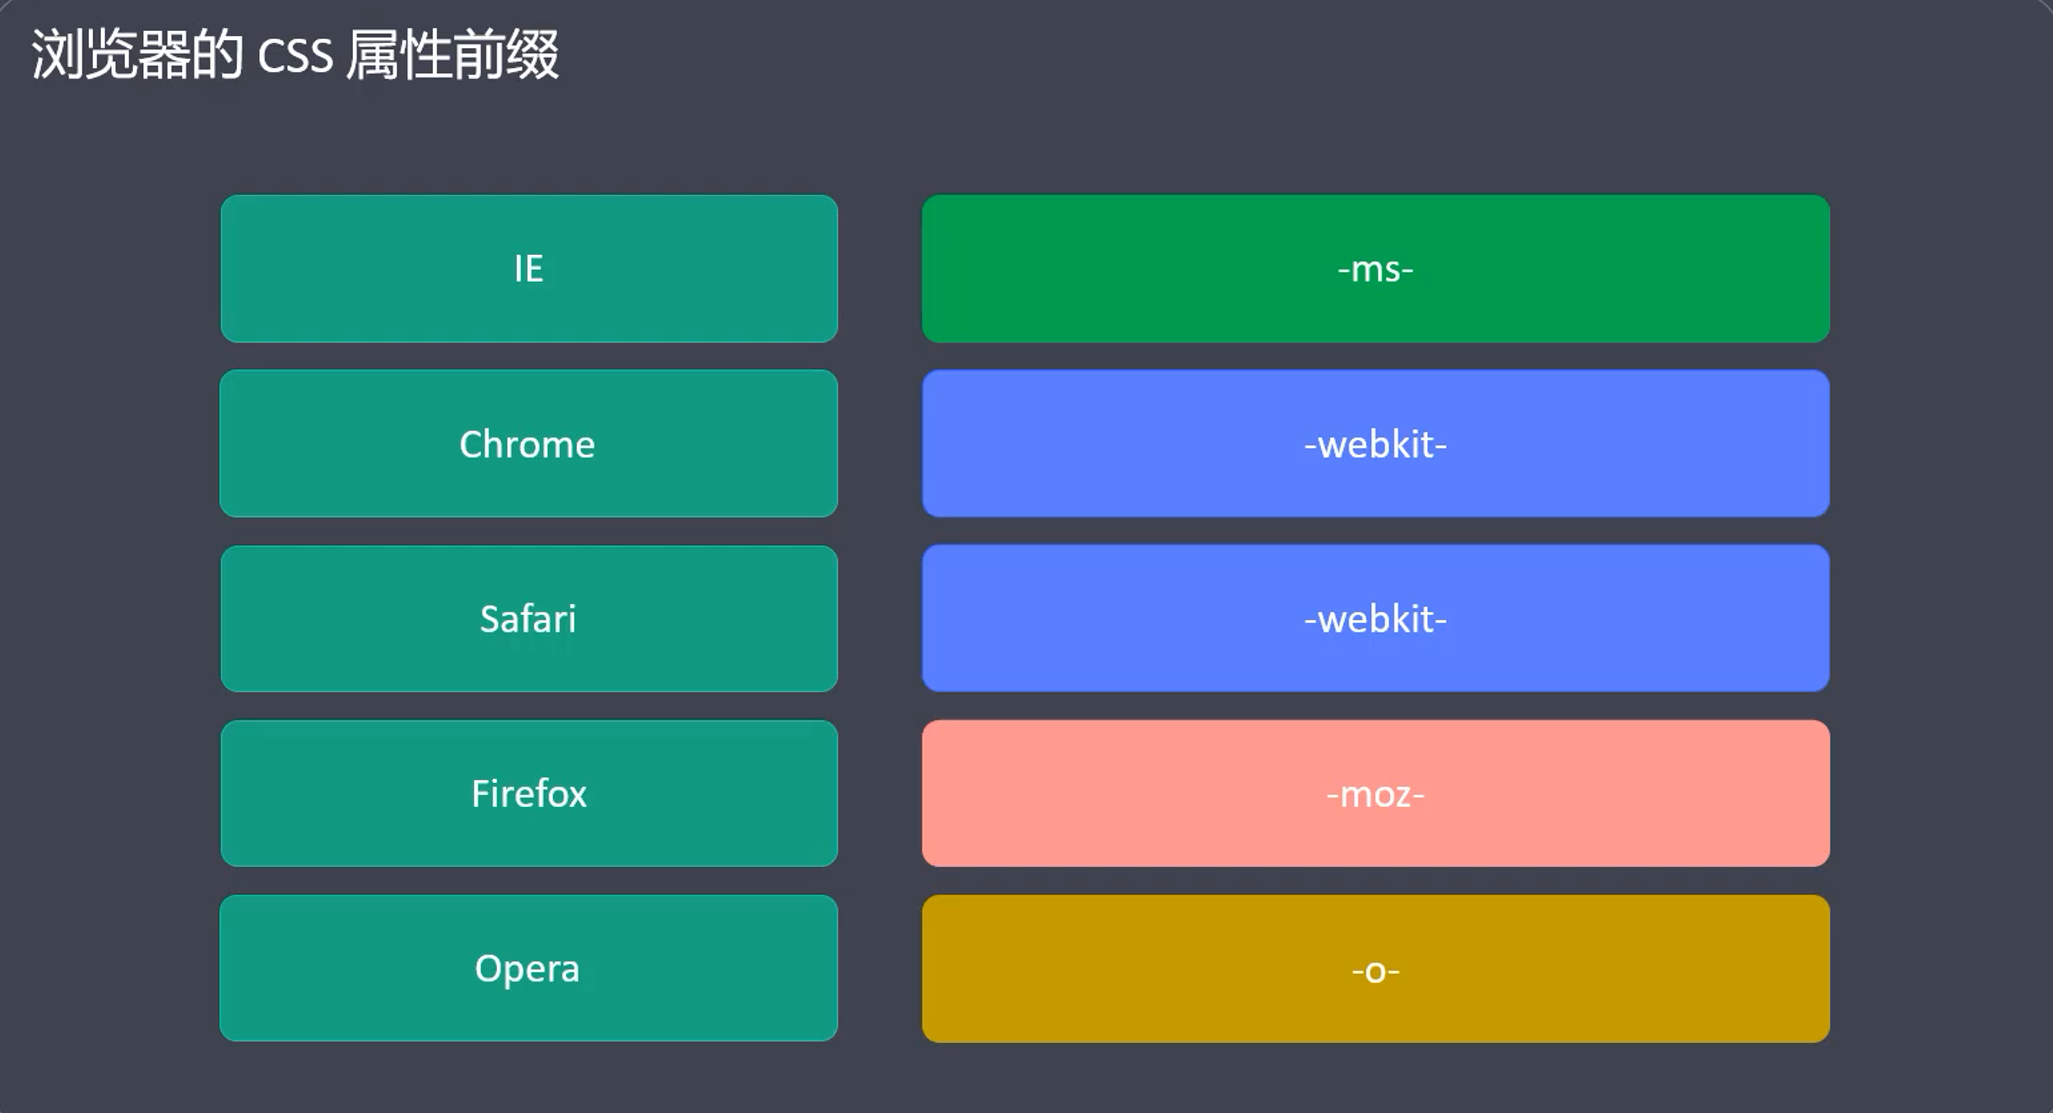 浏览器的 CSS 属性前缀
IE
-ms-
Chrome
-webkit-
Safari
-webkit-
Firefox
-moz-
Opera
-o-